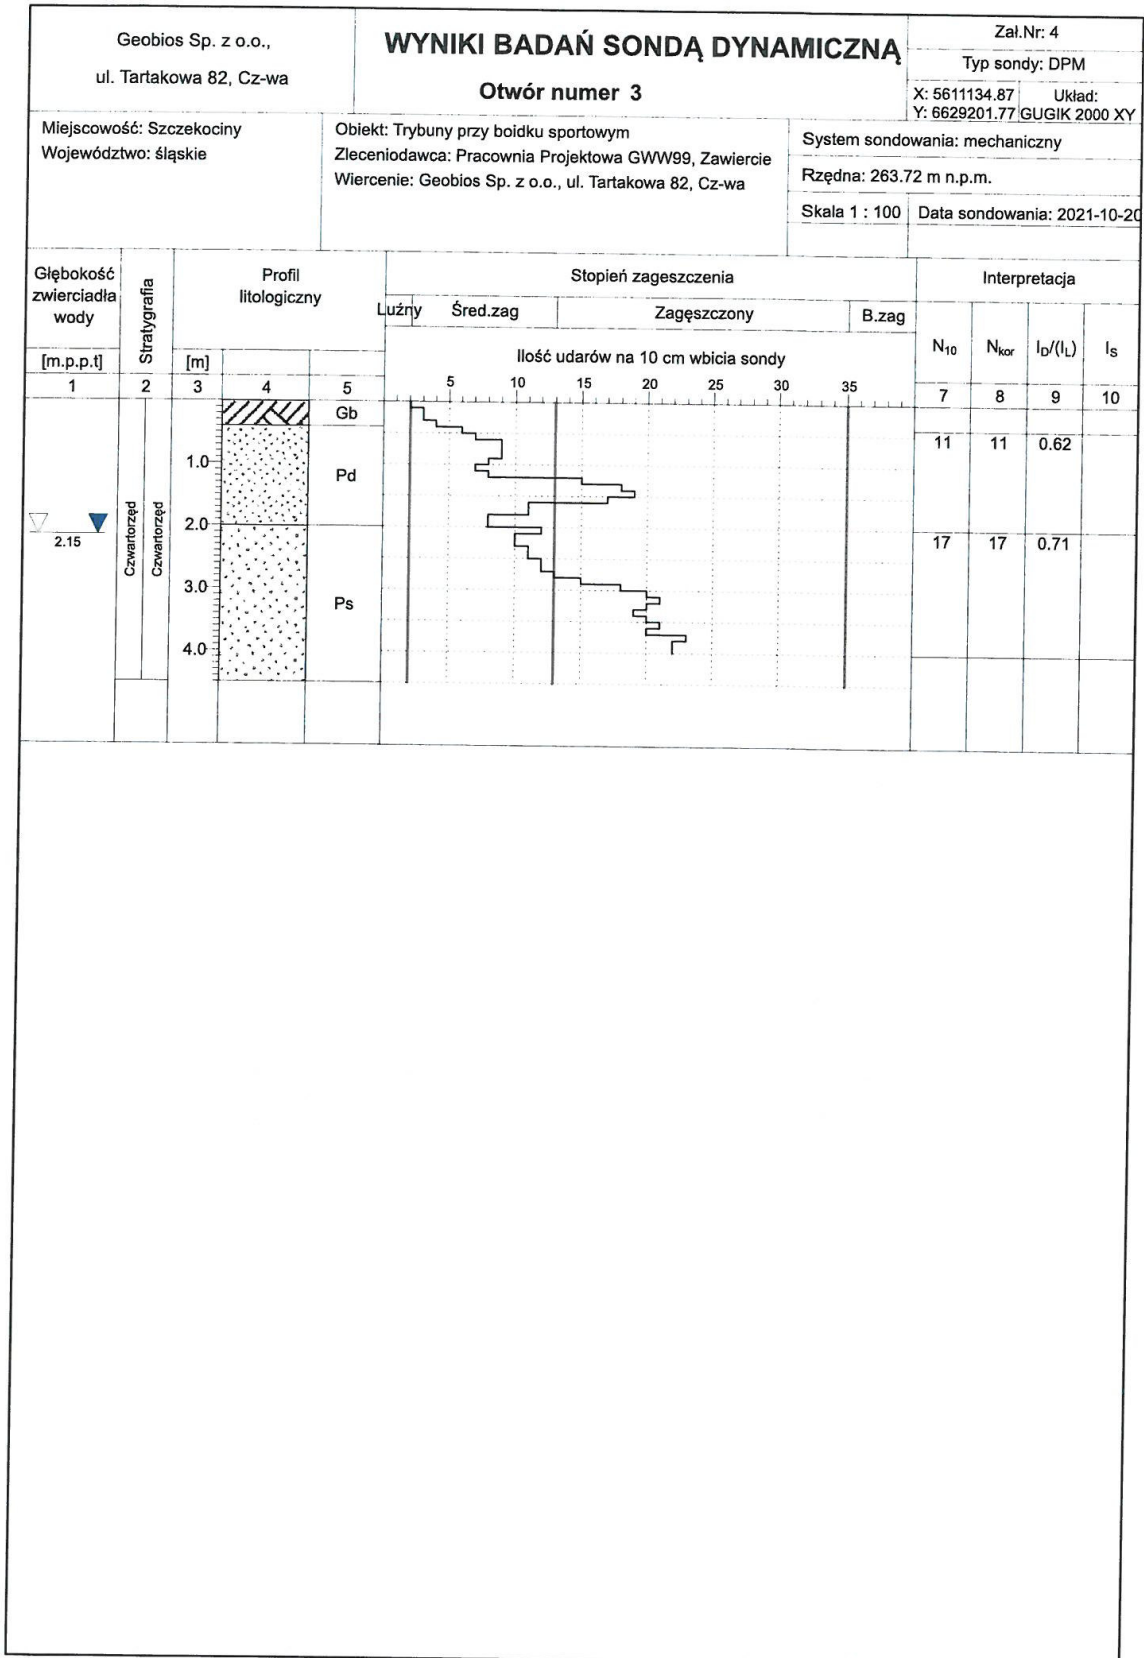 Geobios Sp. z o.o.,
ul. Tartakowa 82, Cz-wa
WYNIKI BADAŃ SONDĄ DYNAMICZNĄ
Otwór numer 3
Zał.Nr: 4
Typ sondy: DPM
X: 5611134.87
Y: 6629201.77
Układ:
GUGIK 2000 XY
Miejscowość: Szczekociny
Województwo: śląskie
Obiekt: Trybuny przy boidku sportowym
Zleceniodawca: Pracownia Projektowa GWW99, Zawiercie
Wiercenie: Geobios Sp. z o.o., ul. Tartakowa 82, Cz-wa
System sondowania: mechaniczny
Rzędna: 263.72 m n.p.m.
Skala 1 : 100
Data sondowania: 2021-10-20
Głębokość
zwierciadła
wody
[m.p.p.t]
Stratygrafia
Profil
litologiczny
[m]
Stopień zageszczenia
Luźny
Śred.zag
Zagęszczony
B.zag
Ilość udarów na 10 cm wbicia sondy
5 10 15 20 25 30 35
Interpretacja
N10
Nkor
ID/(IL)
IS
1 2 3 4 5
7 8 9 10
Gb
11 11 0.62
1.0
Pd
2.0
2.15
17 17 0.71
Czwartorzęd
Czwartorzęd
3.0
Ps
4.0